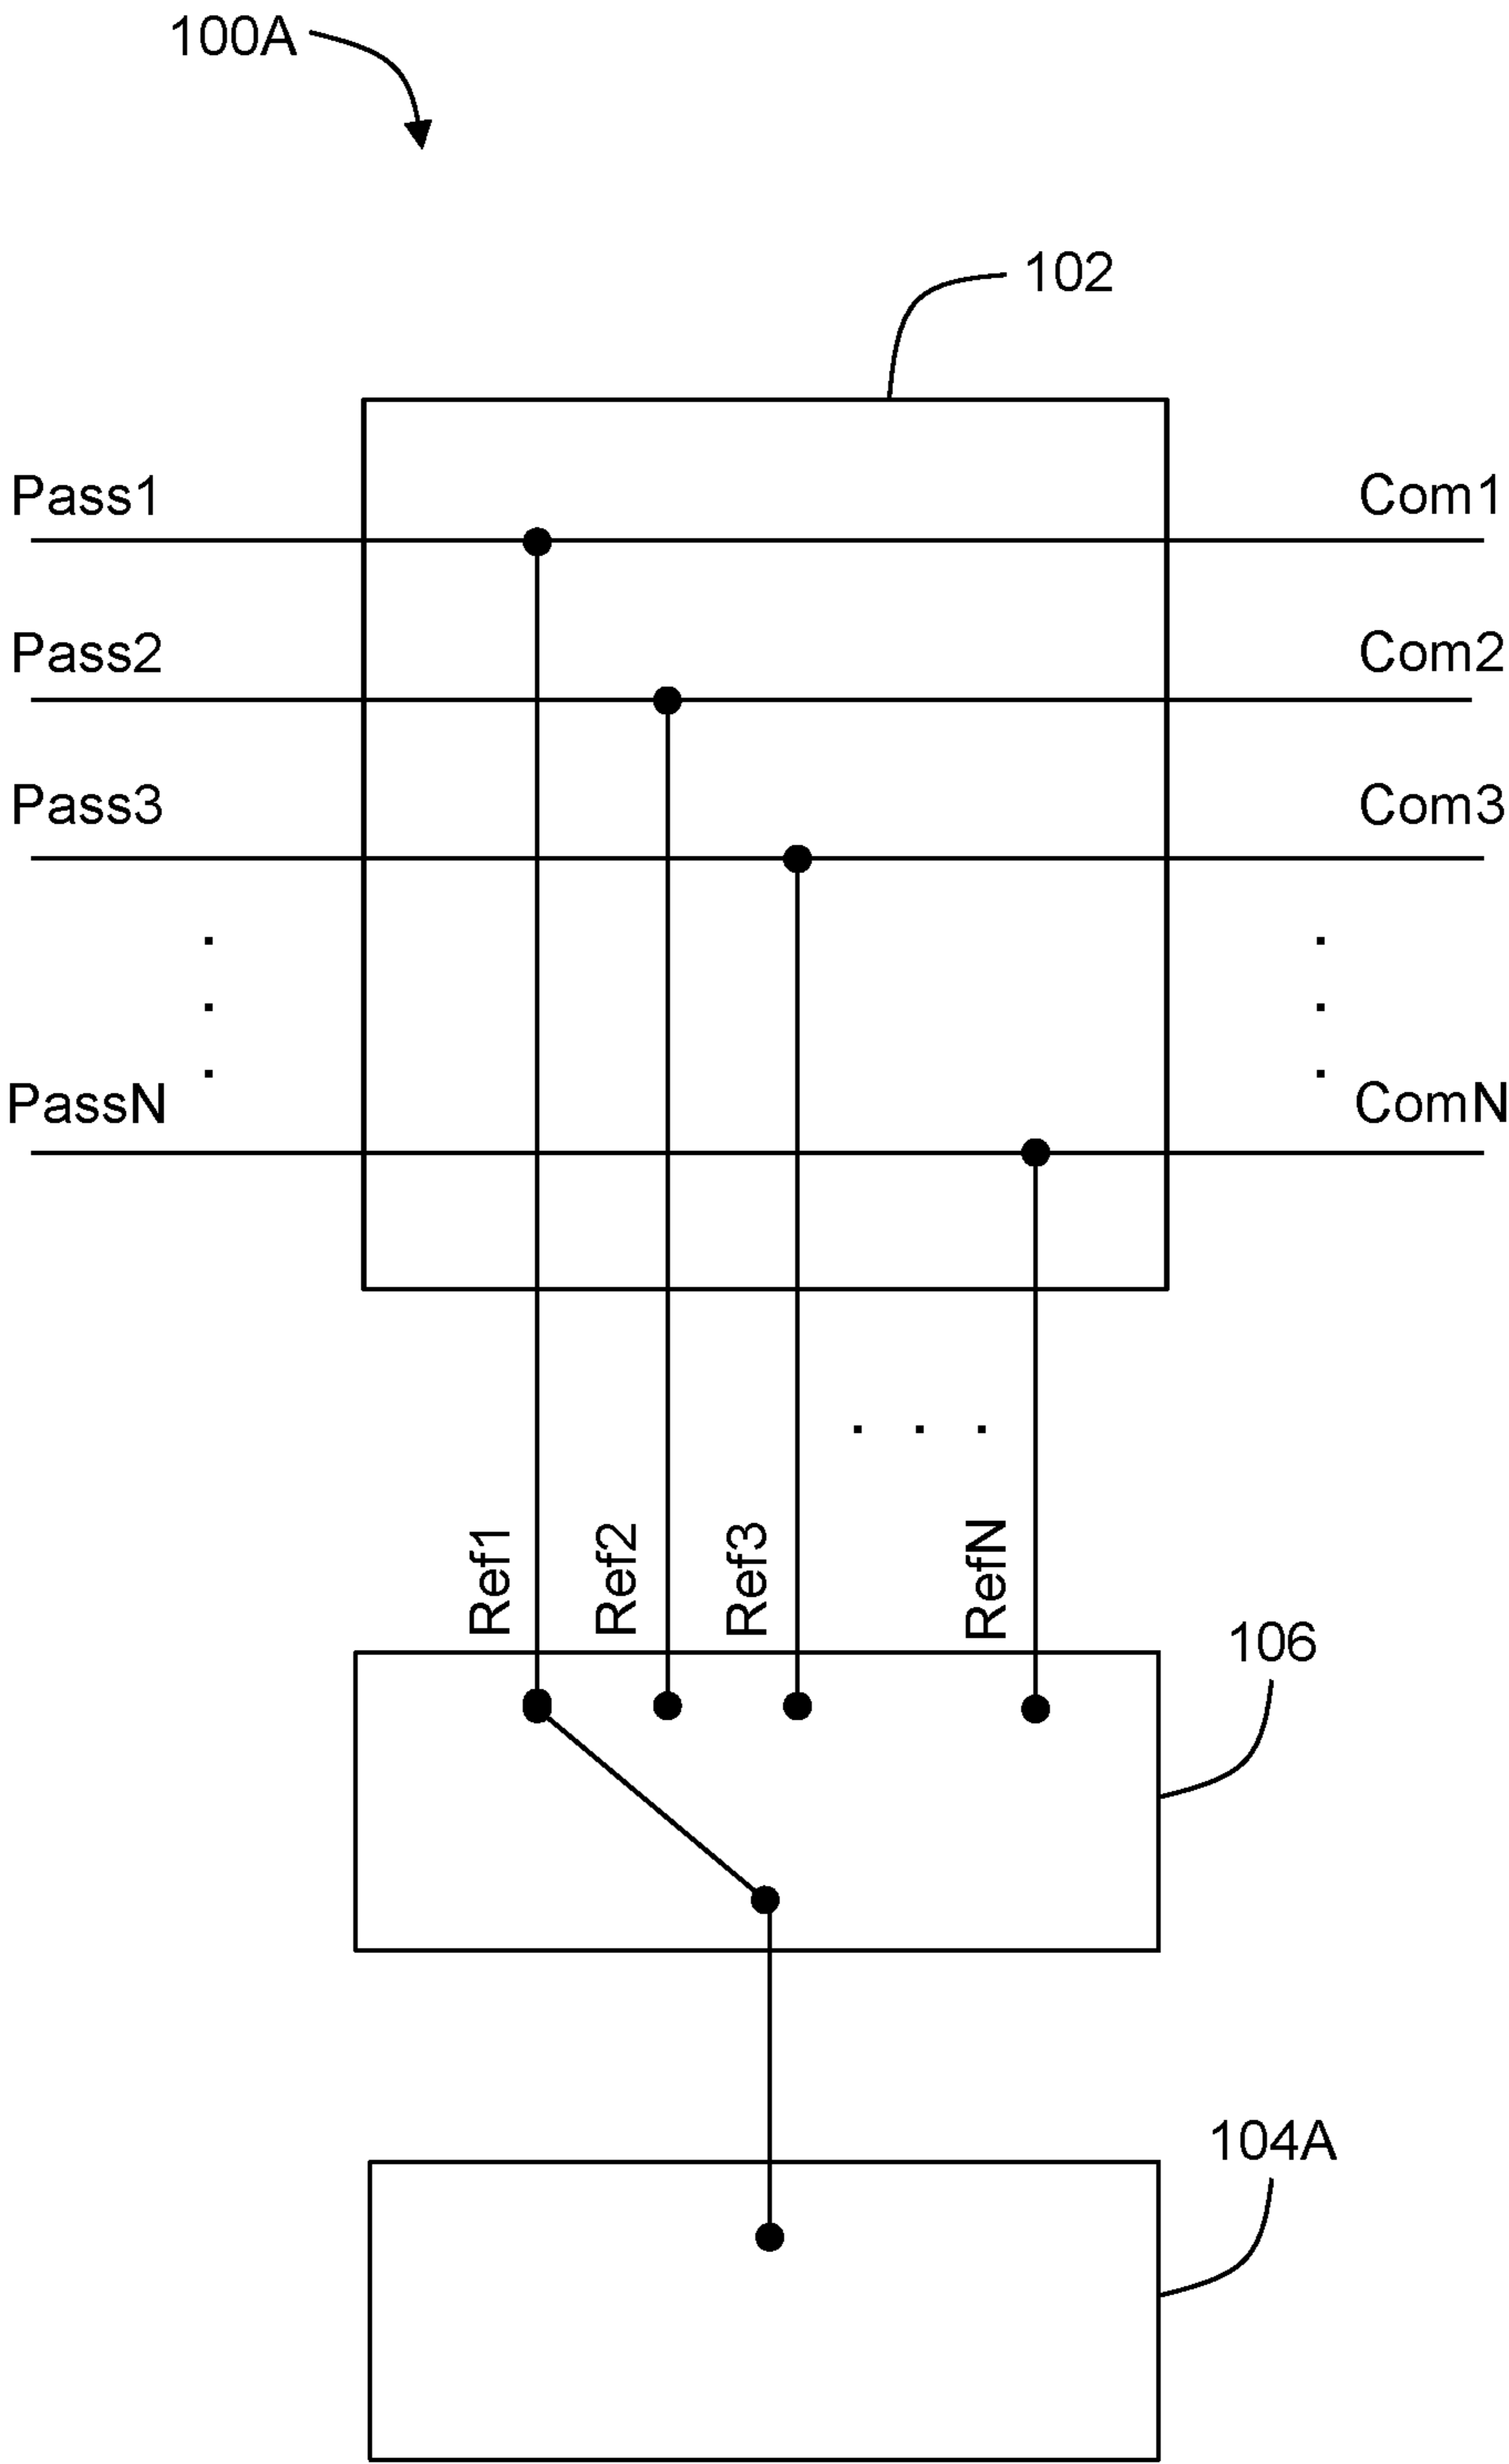 100A
102
Pass1
Com1
Pass2
Com2
Pass3
Com3
PassN
ComN
Ref1
Ref2
Ref3
RefN
106
104A